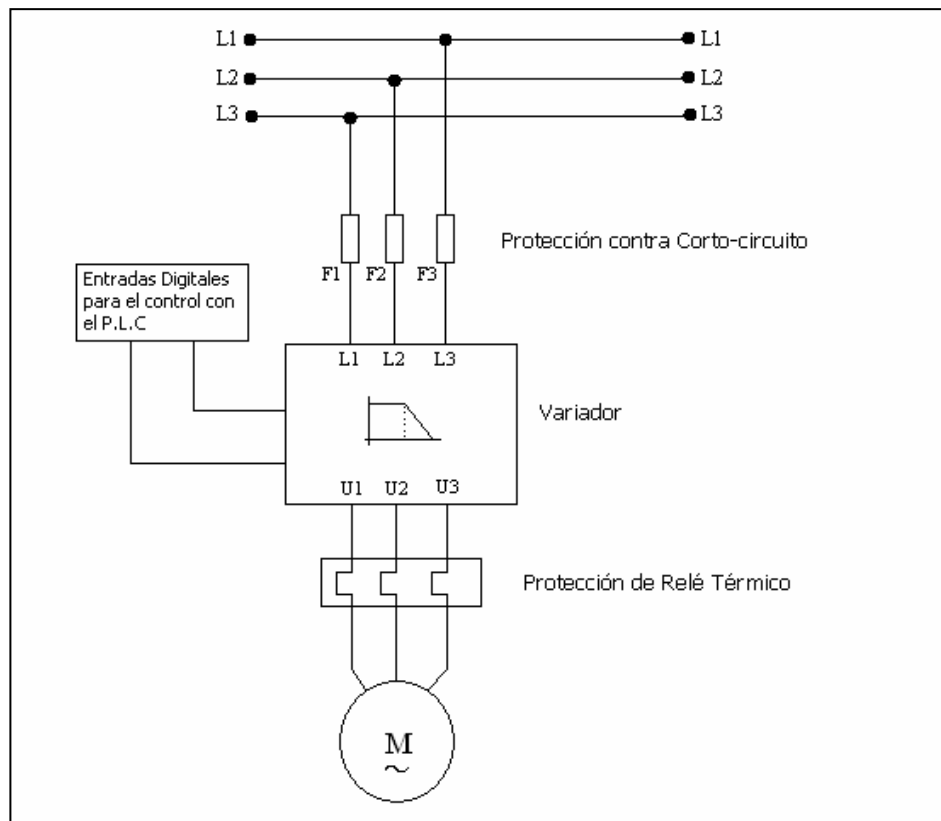 L1 L1
L2 L2
L3 L3
Protección contra Corto-circuito
F1 F2 F3
Entradas Digitales
para el control con
el P.L.C
L1 L2 L3
Variador
U1 U2 U3
Protección de Relé Térmico
M
~